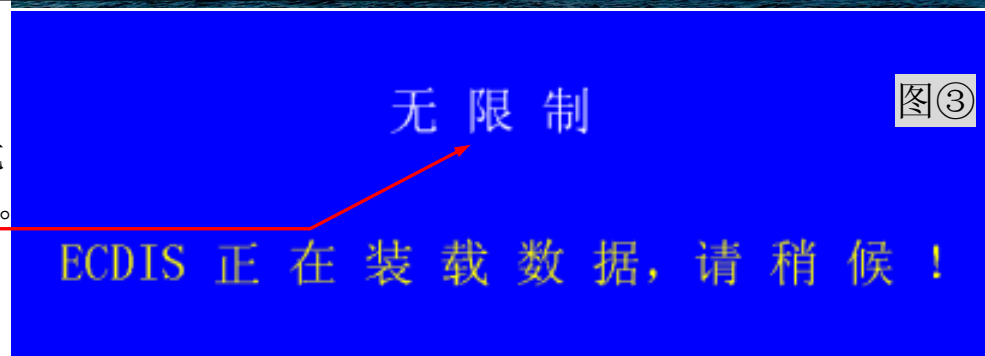 无 限 制
图③
。
ECDIS 正 在 装 载 数 据, 请 稍 候 !